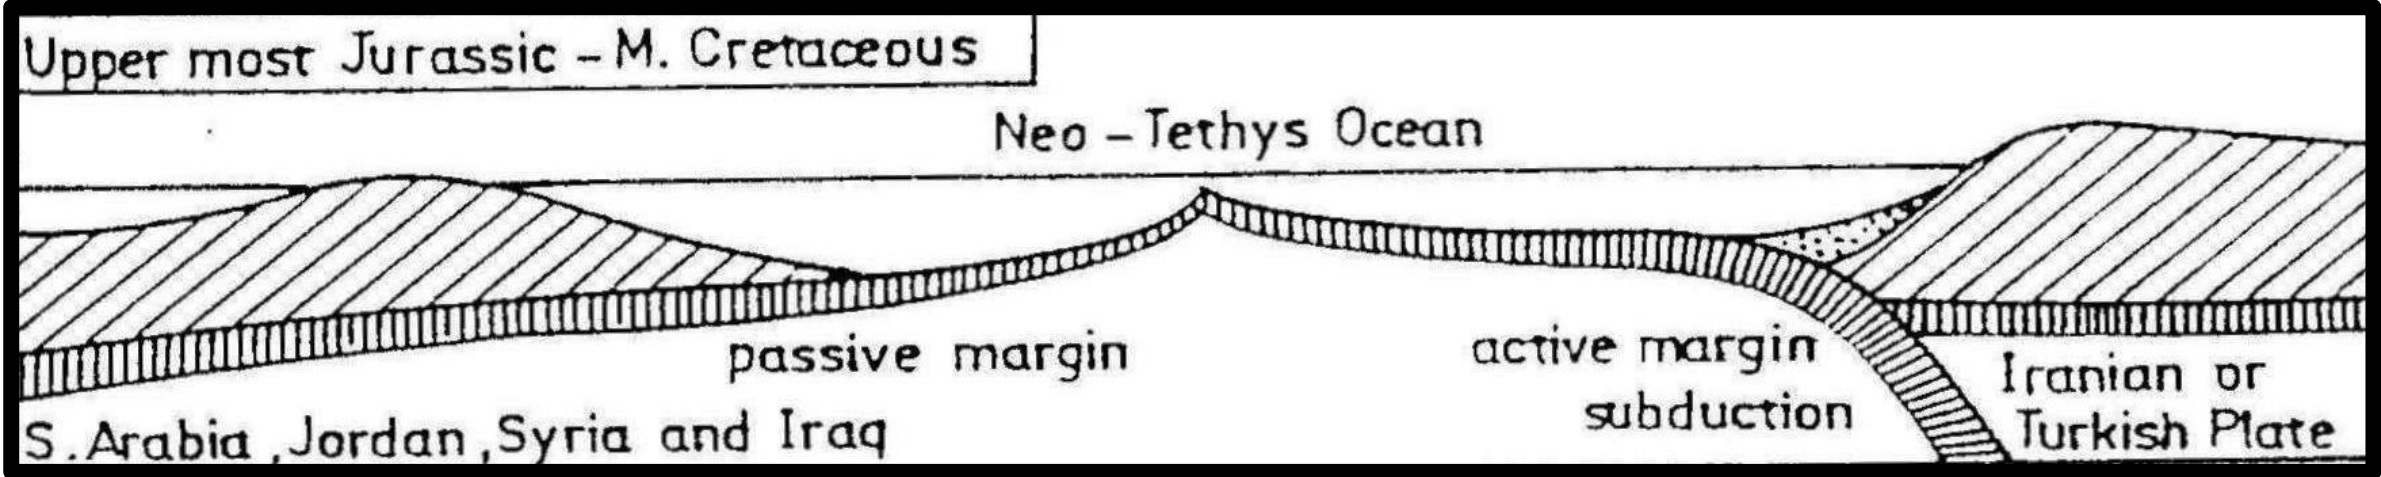 Upper most Jurassic - M. Cretaceous
Neo - Tethys Ocean
passive margin
active margin
subduction
Iranian or
Turkish Plate
S. Arabia, Jordan, Syria and Iraq